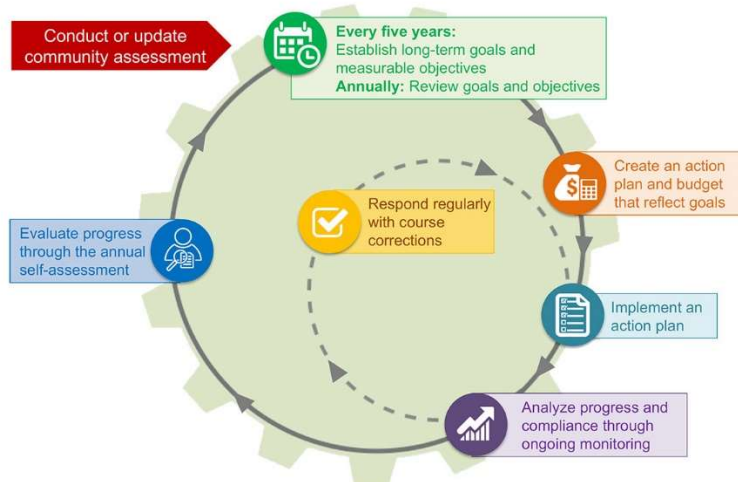 Conduct or update
community assessment
Every five years:
Establish long-term goals and
measurable objectives
Annually: Review goals and objectives
Create an action
plan and budget
that reflect goals
Respond regularly
with course
corrections
Evaluate progress
through the annual
self-assessment
Implement an
action plan
Analyze progress and
compliance through
ongoing monitoring